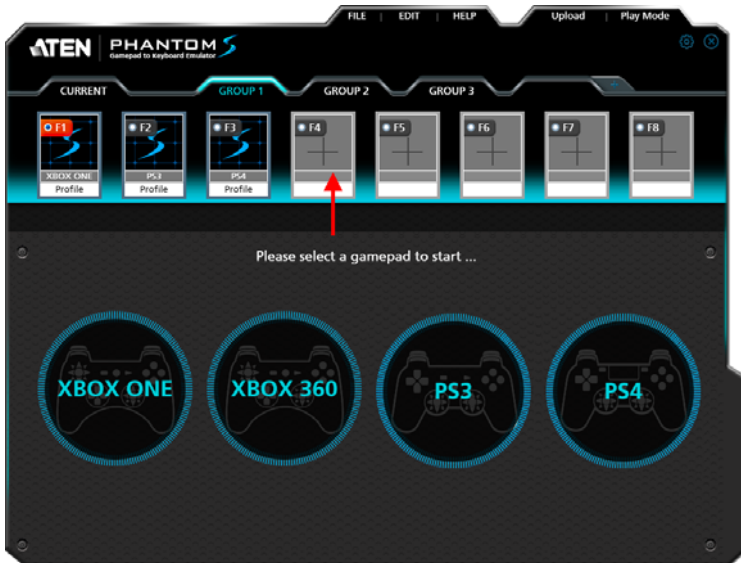 FILE | EDIT | HELP Upload | Play Mode
ATEN PHANTOM S
Gamepad to Keyboard Emulator
CURRENT GROUP 1 GROUP 2 GROUP 3
F1 F2 F3 F4 F5 F6 F7 F8
XBOX ONE PS3 PS4
Profile Profile Profile
Please select a gamepad to start ...
XBOX ONE XBOX 360 PS3 PS4